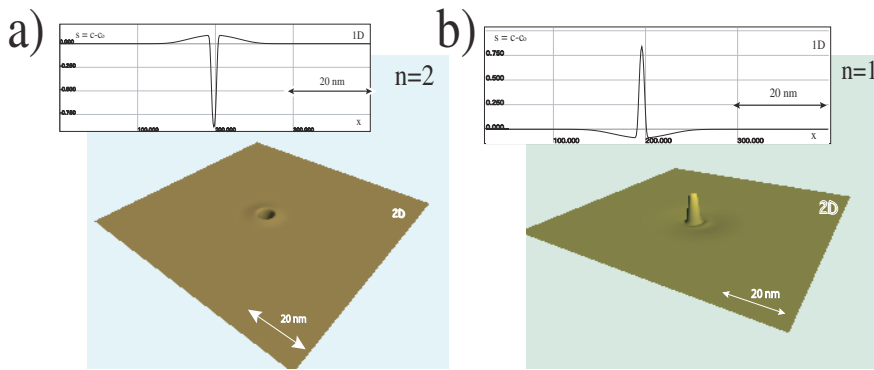 a)
s = c-c₀
1D
0.000
-0.250
-0.500
-0.750
20 nm
x
100.000 200.000 300.000
n=2
2D
20 nm
b)
s = c-c₀
1D
0.750
0.500
0.250
0.000
20 nm
x
100.000 200.000 300.000
n=1
2D
20 nm